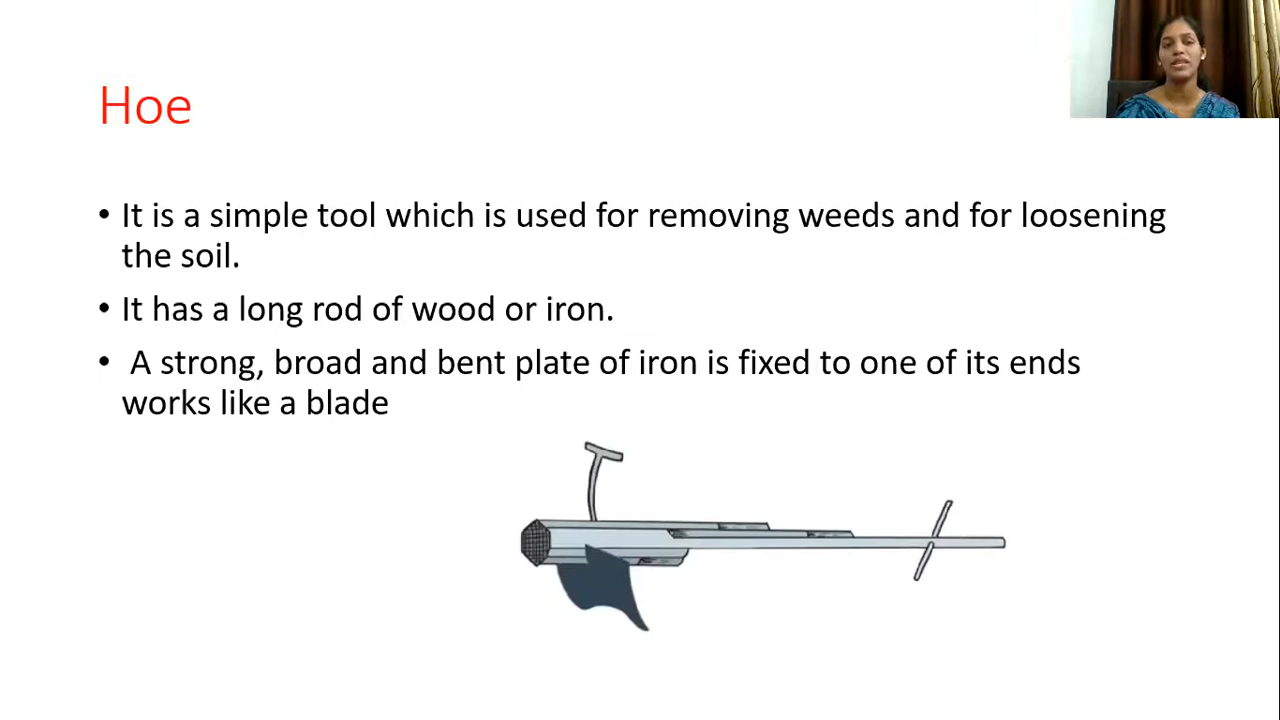 Hoe
• It is a simple tool which is used for removing weeds and for loosening
the soil.
• It has a long rod of wood or iron.
• A strong, broad and bent plate of iron is fixed to one of its ends
works like a blade